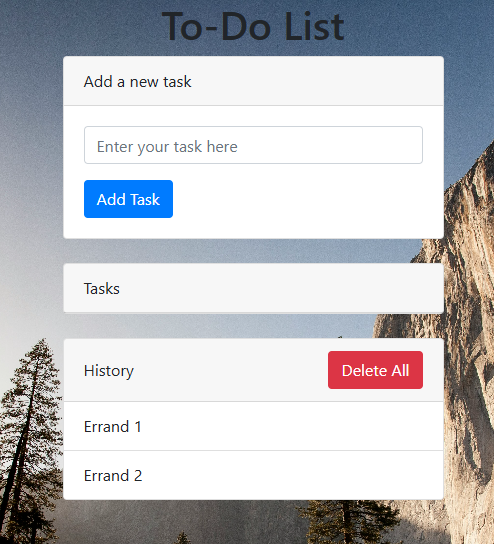 To-Do List
Add a new task
Enter your task here
Add Task
Tasks
History
Delete All
Errand 1
Errand 2